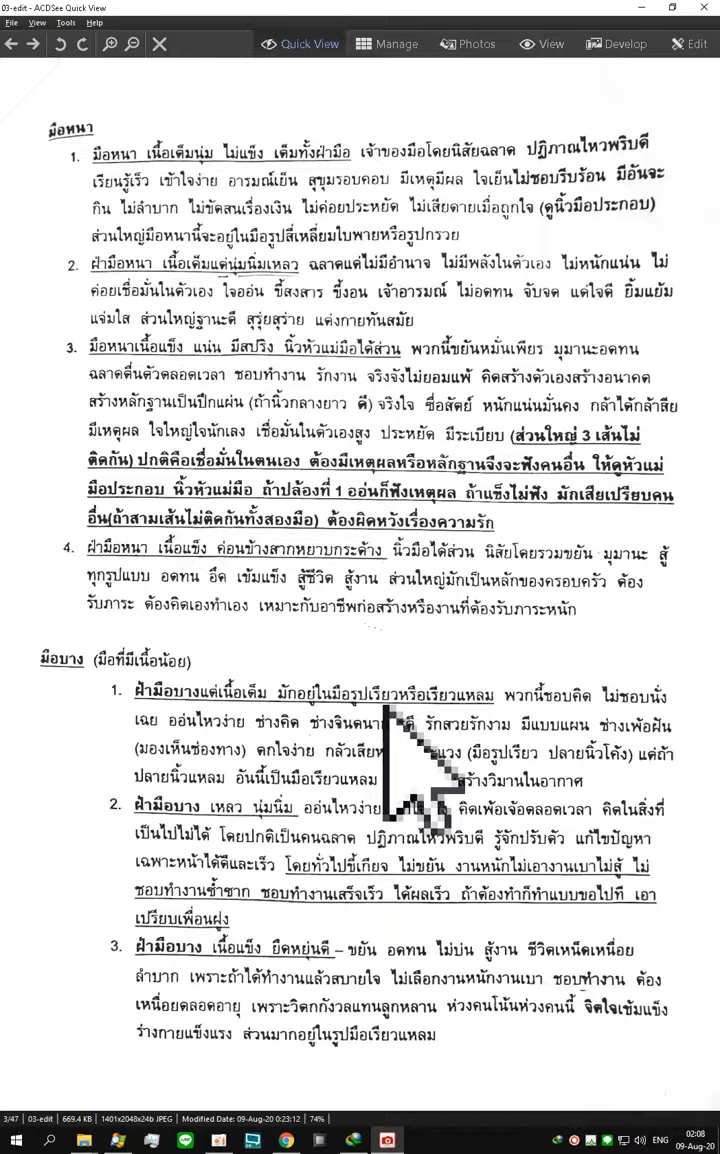 03-edit - ACDSee Quick View
File View Tools Help
Quick View Manage Photos View Develop Edit
มือหนา
1. มือหนา เนื้อเต็มนุ่ม ไม่แข็ง เต็มทั้งฝ่ามือ เจ้าของมือโดยนิสัยฉลาด ปฏิภาณไหวพริบดี
เรียนรู้เร็ว เข้าใจง่าย อารมณ์เย็น สุขุมรอบคอบ มีเหตุมีผล ใจเย็นไม่ชอบรีบร้อน มีอันจะ
กิน ไม่ลำบาก ไม่ขัดสนเรื่องเงิน ไม่ค่อยประหยัด ไม่เสียดายเมื่อถูกใจ (ดูนิ้วมือประกอบ)
ส่วนใหญ่มือหนานี้จะอยู่ในมือรูปสี่เหลี่ยมใบพายหรือรูปกรวย
2. ฝ่ามือหนา เนื้อเต็มแต่นุ่มนิ่มเหลว ฉลาดแต่ไม่มีอำนาจ ไม่มีพลังในตัวเอง ไม่หนักแน่น ไม่
ค่อยเชื่อมั่นในตัวเอง ใจออ่น ขี้สงสาร ขี้งอน เจ้าอารมณ์ ไม่อดทน จับจด แต่ใจดี ยิ้มแย้ม
แจ่มใส ส่วนใหญ่ฐานะดี สุรุ่ยสุร่าย แต่งกายทันสมัย
3. มือหนาเนื้อแข็ง แน่น มีสปริง นิ้วหัวแม่มือได้ส่วน พวกนี้ขยันหมั่นเพียร มุมานะอดทน
ฉลาดตื่นตัวตลอดเวลา ชอบทำงาน รักงาน จริงจังไม่ยอมแพ้ คิดสร้างตัวเองสร้างอนาคต
สร้างหลักฐานเป็นปึกแผ่น (ถ้านิ้วกลางยาว ดี) จริงใจ ซื่อสัตย์ หนักแน่นมั่นคง กล้าได้กล้าสีย
มีเหตุผล ใจใหญ่ใจนักเลง เชื่อมั่นในตัวเองสูง ประหยัด มีระเบียบ (ส่วนใหญ่ 3 เส้นไม่
ติดกัน) ปกติคือเชื่อมั่นในตนเอง ต้องมีเหตุผลหรือหลักฐานจึงจะฟังคนอื่น ให้ดูหัวแม่
มือประกอบ นิ้วหัวแม่มือ ถ้าปล้องที่ 1 ออ่นก็ฟังเหตุผล ถ้าแข็งไม่ฟัง มักเสียเปรียบคน
อื่น(ถ้าสามเส้นไม่ติดกันทั้งสองมือ) ต้องผิดหวังเรื่องความรัก
4. ฝ่ามือหนา เนื้อแข็ง ค่อนข้างสากหยาบกระด้าง นิ้วมือได้ส่วน นิสัยโดยรวมขยัน มุมานะ สู้
ทุกรูปแบบ อดทน อึด เข้มแข็ง สู้ชีวิต สู้งาน ส่วนใหญ่มักเป็นหลักของครอบครัว ต้อง
รับภาระ ต้องคิดเองทำเอง เหมาะกับอาชีพก่อสร้างหรืองานที่ต้องรับภาระหนัก
มือบาง (มือที่มีเนื้อน้อย)
1. ฝ่ามือบางแต่เนื้อเต็ม มักอยู่ในมือรูปเรียวหรือเรียวแหลม พวกนี้ชอบคิด ไม่ชอบนั่ง
เฉย ออ่นไหวง่าย ช่างคิด ช่างจินตนา ดี รักสวยรักงาม มีแบบแผน ช่างเพ้อฝัน
(มองเห็นช่องทาง) ตกใจง่าย กลัวเสีย แวง (มือรูปเรียว ปลายนิ้วโค้ง) แต่ถ้า
ปลายนิ้วแหลม อันนี้เป็นมือเรียวแหลม สร้างวิมานในอากาศ
2. ฝ่ามือบาง เหลว นุ่มนิ่ม ออ่นไหวง่าย คิดเพ้อเจ้อตลอดเวลา คิดในสิ่งที่
เป็นไปไม่ได้ โดยปกติเป็นคนฉลาด ปฏิภาณไหวพริบดี รู้จักปรับตัว แก้ไขปัญหา
เฉพาะหน้าได้ดีและเร็ว โดยทั่วไปขี้เกียจ ไม่ขยัน งานหนักไม่เอางานเบาไม่สู้ ไม่
ชอบทำงานซ้ำซาก ชอบทำงานเสร็จเร็ว ได้ผลเร็ว ถ้าต้องทำก็ทำแบบขอไปที เอา
เปรียบเพื่อนฝูง
3. ฝ่ามือบาง เนื้อแข็ง ยืดหยุ่นดี – ขยัน อดทน ไม่บ่น สู้งาน ชีวิตเหน็ดเหนื่อย
ลำบาก เพราะถ้าได้ทำงานแล้วสบายใจ ไม่เลือกงานหนักงานเบา ชอบทำงาน ต้อง
เหนื่อยตลอดอายุ เพราะวิตกกังวลแทนลูกหลาน ห่วงคนโน้นห่วงคนนี้ จิตใจเข้มแข็ง
ร่างกายแข็งแรง ส่วนมากอยู่ในรูปมือเรียวแหลม
3/47 03-edit 669.4 KB 1401x2048x24b JPEG Modified Date: 09-Aug-20 0:23:12 74%
ENG 02:08
09-Aug-20